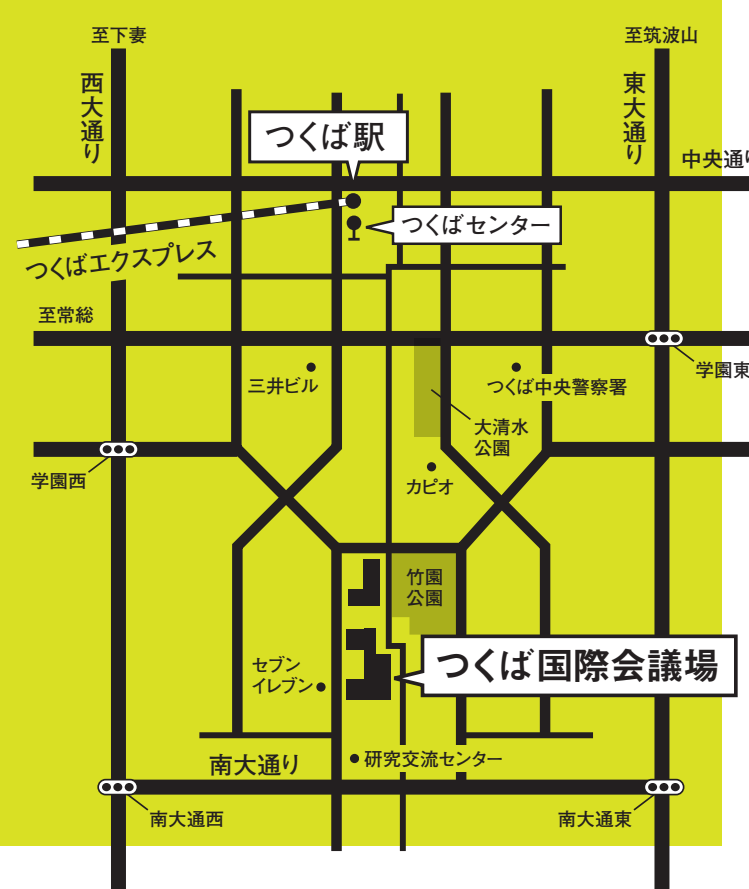 至下妻
至筑波山
西大通り
東大通り
つくば駅
中央通り
つくばセンター
つくばエクスプレス
至常総
学園東
三井ビル
つくば中央警察署
大清水
公園
学園西
カピオ
竹園
公園
つくば国際会議場
セブン
イレブン
南大通り
研究交流センター
南大通西
南大通東